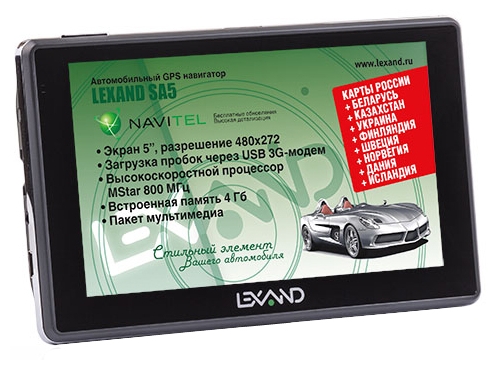 Автомобильный GPS навигатор
LEXAND SA5
www.lexand.ru
NAVITEL
Бесплатные обновления
Высокая детализация
• Экран 5”, разрешение 480х272
• Загрузка пробок через USB 3G-модем
• Высокоскоростной процессор
MStar 800 МГц
• Встроенная память 4 Гб
• Пакет мультимедиа
КАРТЫ РОССИИ
+ БЕЛАРУСЬ
+ КАЗАХСТАН
+ УКРАИНА
+ ФИНЛЯНДИЯ
+ ШВЕЦИЯ
+ НОРВЕГИЯ
+ ДАНИЯ
+ ИСЛАНДИЯ
LEXAND
Стильный элемент
Вашего автомобиля
LEXAND